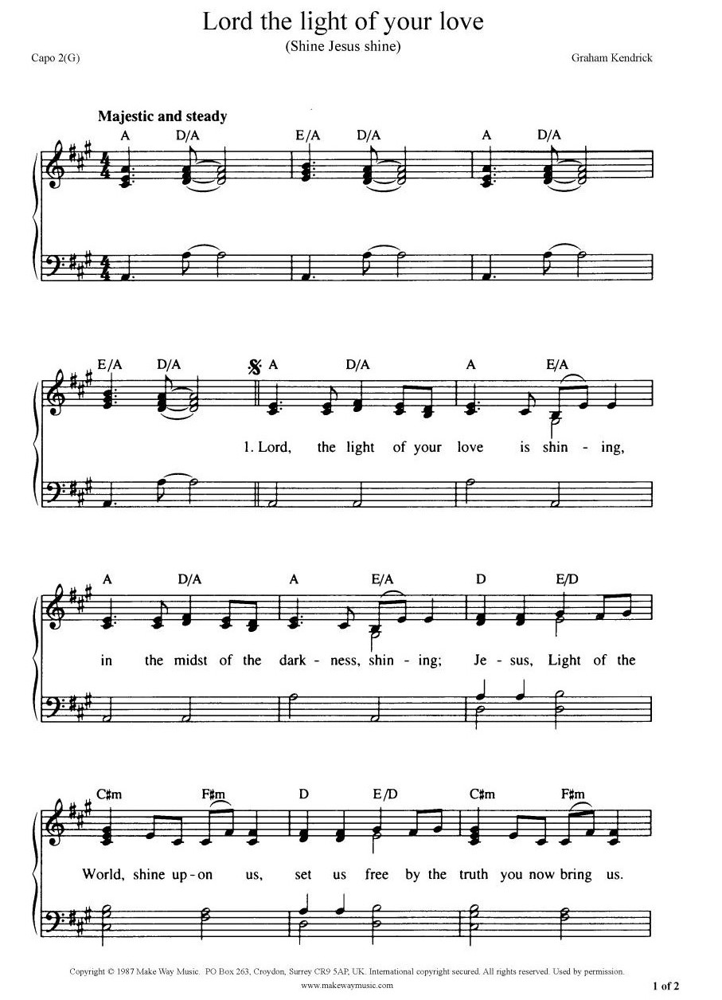 Lord the light of your love
(Shine Jesus shine)
Capo 2(G)
Graham Kendrick
Majestic and steady
A D/A E/A D/A A D/A
4 4
4 4
E/A D/A A D/A A E/A
1. Lord, the light of your love is shin - ing,
A D/A A E/A D E/D
in the midst of the dark - ness, shin - ing; Je - sus, Light of the
C♯m F♯m D E/D C♯m F♯m
World, shine up - on us, set us free by the truth you now bring us.
Copyright © 1987 Make Way Music. PO Box 263, Croydon, Surrey CR9 5AP, UK. International copyright secured. All rights reserved. Used by permission.
www.makewaymusic.com
1 of 2